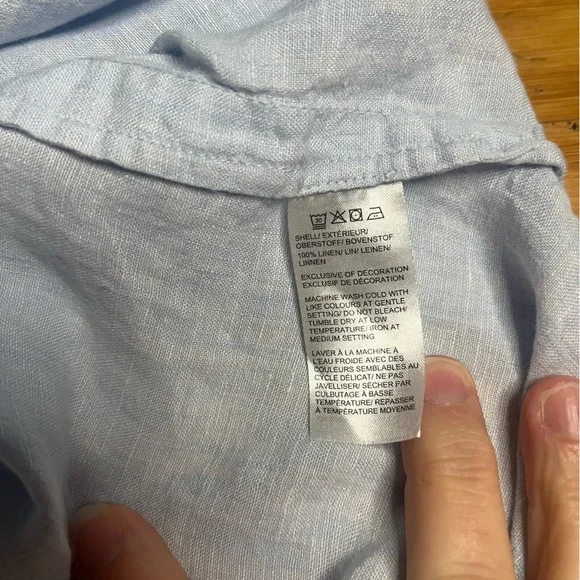 30
SHELL/ EXTÉRIEUR/
OBERSTOFF/ BOVENSTOF
100% LINEN/ LIN/ LEINEN/
LINNEN
EXCLUSIVE OF DECORATION
EXCLUSIF DE DÉCORATION
MACHINE WASH COLD WITH
LIKE COLOURS AT GENTLE
SETTING/ DO NOT BLEACH/
TUMBLE DRY AT LOW
TEMPERATURE/ IRON AT
MEDIUM SETTING
LAVER À LA MACHINE À
L'EAU FROIDE AVEC DES
COULEURS SEMBLABLES AU
CYCLE DÉLICAT/ NE PAS
JAVELLISER/ SÉCHER PAR
CULBUTAGE À BASSE
TEMPÉRATURE/ REPASSER
À TEMPÉRATURE MOYENNE